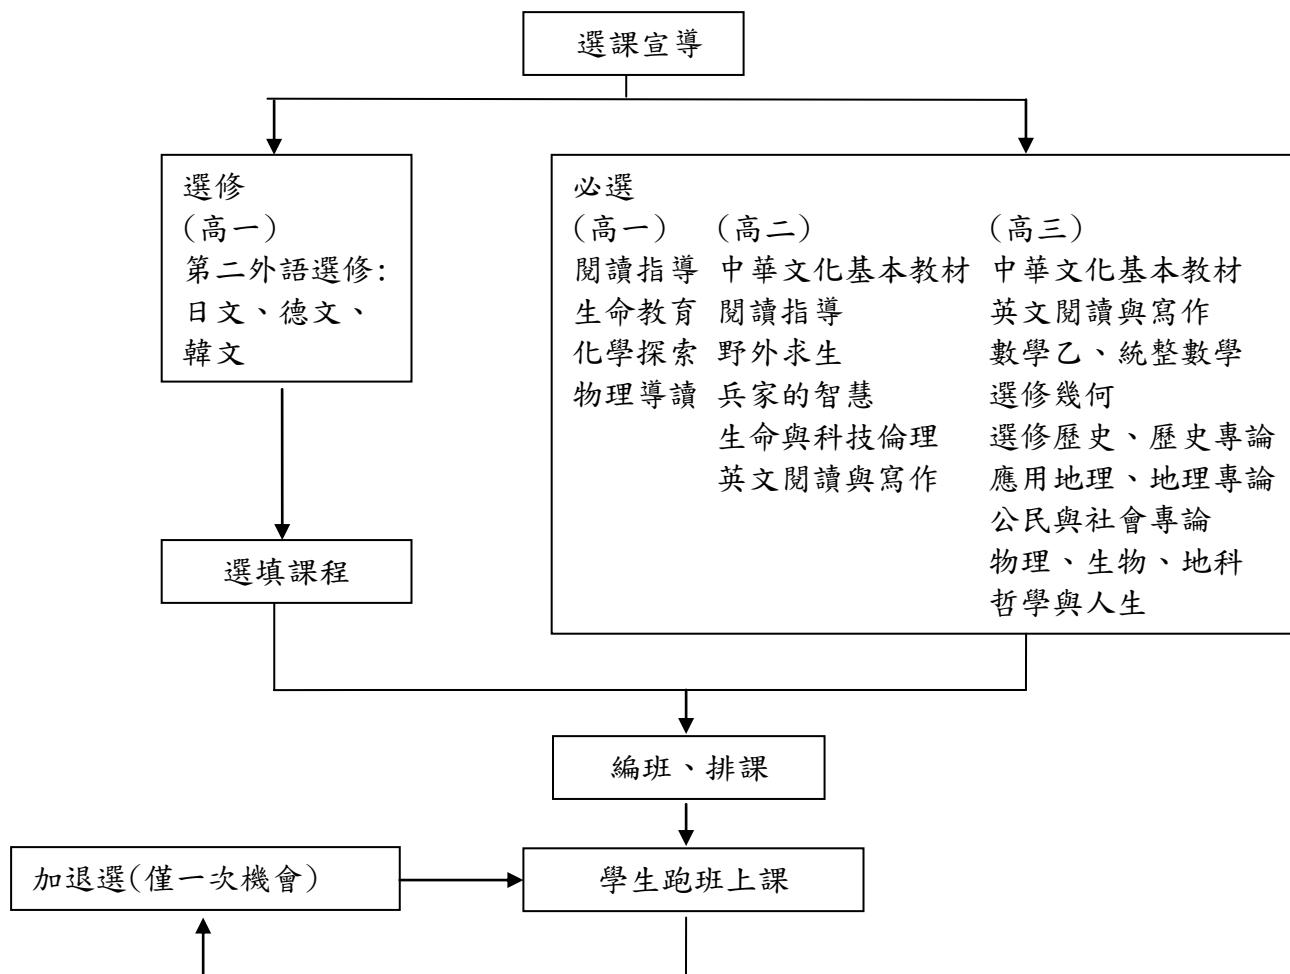 選課宣導
選修
(高一)
第二外語選修:
日文、德文、
韓文
必選
(高一) (高二) (高三)
閱讀指導 中華文化基本教材 中華文化基本教材
生命教育 閱讀指導 英文閱讀與寫作
化學探索 野外求生 數學乙、統整數學
物理導讀 兵家的智慧 選修幾何
生命與科技倫理 選修歷史、歷史專論
英文閱讀與寫作 應用地理、地理專論
公民與社會專論
物理、生物、地科
哲學與人生
選填課程
編班、排課
加退選(僅一次機會)
學生跑班上課